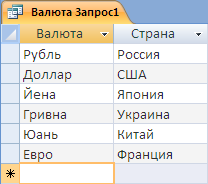 Валюта Запрос1
Валюта Страна
Рубль Россия
Доллар США
Йена Япония
Гривна Украина
Юань Китай
Евро Франция